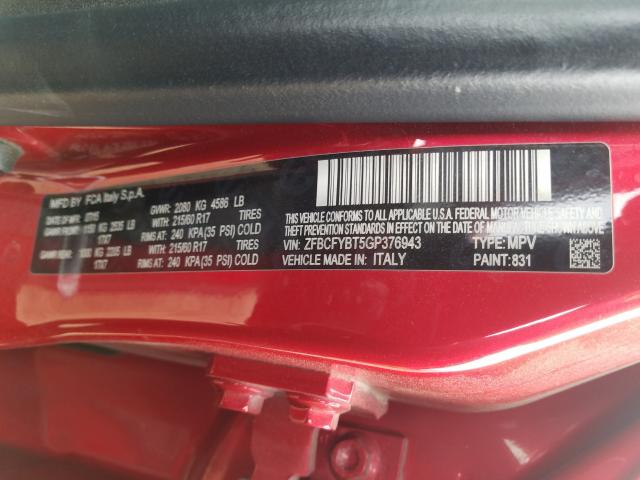 MFD BY FCA Italy S.p.A.
GVWR: 2080 KG 4586 LB
WITH: 215/60 R17 TIRES
RIMS AT: 240 KPA(35 PSI) COLD
WITH: 215/60 R17 TIRES
RIMS AT: 240 KPA(35 PSI) COLD
THIS VEHICLE CONFORMS TO ALL APPLICABLE U.S.A. FEDERAL MOTOR VEHICLE SAFETY AND
THEFT PREVENTION STANDARDS IN EFFECT ON THE DATE OF MANUFACTURE SHOWN ABOVE.
VIN: ZFBCFYBT5GP376943 TYPE: MPV
VEHICLE MADE IN: ITALY PAINT: 831